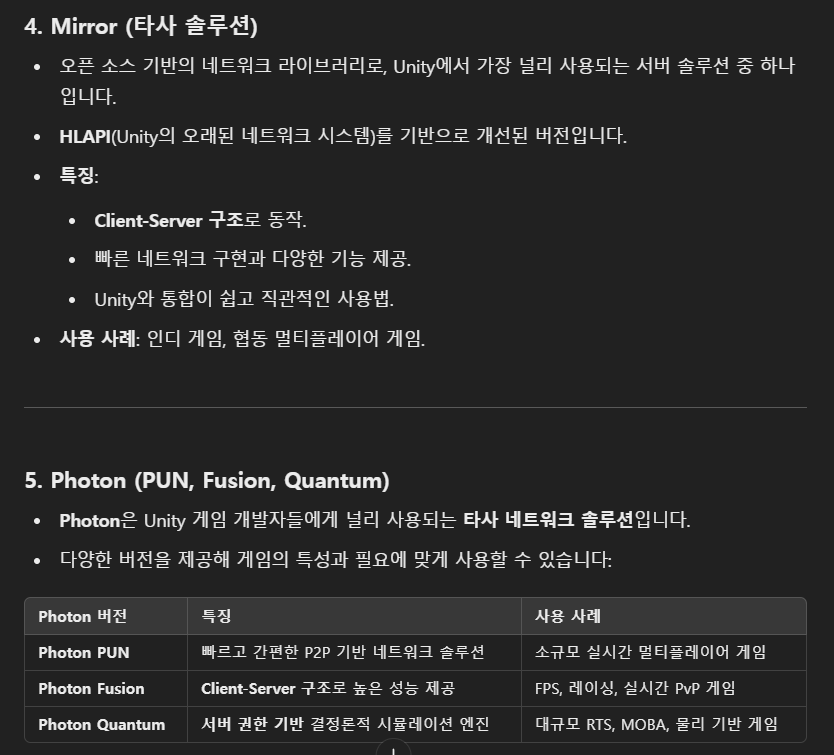 4. Mirror (타사 솔루션)
오픈 소스 기반의 네트워크 라이브러리로, Unity에서 가장 널리 사용되는 서버 솔루션 중 하나
입니다.
HLAPI(Unity의 오래된 네트워크 시스템)를 기반으로 개선된 버전입니다.
특징:
Client-Server 구조로 동작.
빠른 네트워크 구현과 다양한 기능 제공.
Unity와 통합이 쉽고 직관적인 사용법.
사용 사례: 인디 게임, 협동 멀티플레이어 게임.
5. Photon (PUN, Fusion, Quantum)
Photon은 Unity 게임 개발자들에게 널리 사용되는 타사 네트워크 솔루션입니다.
다양한 버전을 제공해 게임의 특성과 필요에 맞게 사용할 수 있습니다:
Photon 버전 특징 사용 사례
Photon PUN 빠르고 간편한 P2P 기반 네트워크 솔루션 소규모 실시간 멀티플레이어 게임
Photon Fusion Client-Server 구조로 높은 성능 제공 FPS, 레이싱, 실시간 PvP 게임
Photon Quantum 서버 권한 기반 결정론적 시뮬레이션 엔진 대규모 RTS, MOBA, 물리 기반 게임